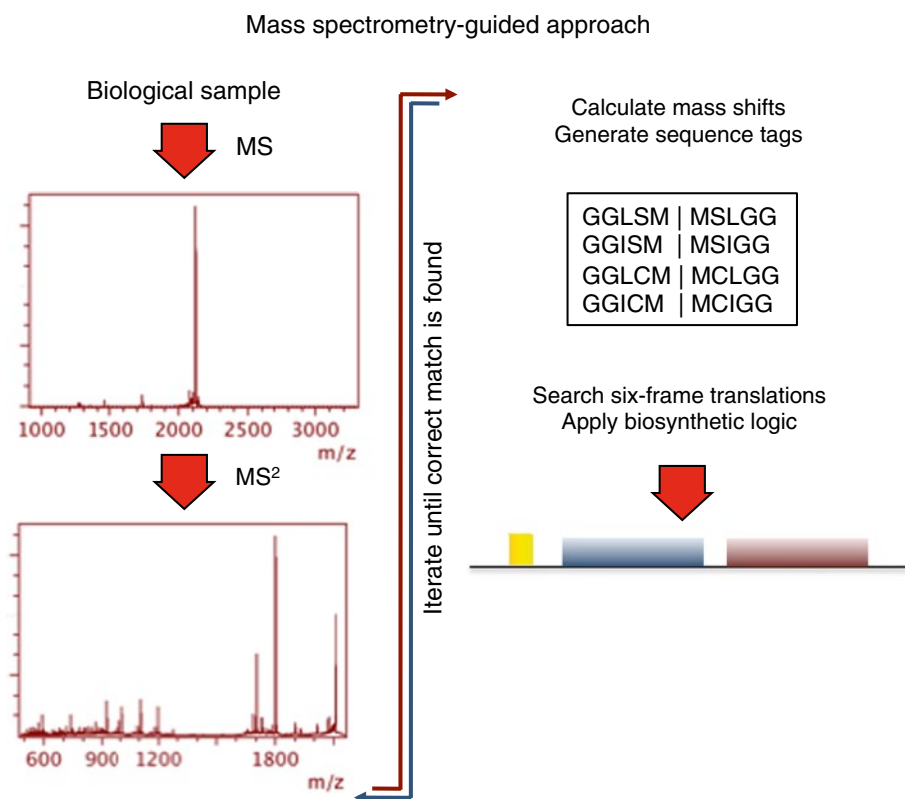 Mass spectrometry-guided approach
Biological sample
MS
1000 1500 2000 2500 3000
m/z
MS²
600 900 1200 1800
m/z
Iterate until correct match is found
Calculate mass shifts
Generate sequence tags
GGLSM | MSLGG
GGISM | MSIGG
GGLCM | MCLGG
GGICM | MCIGG
Search six-frame translations
Apply biosynthetic logic